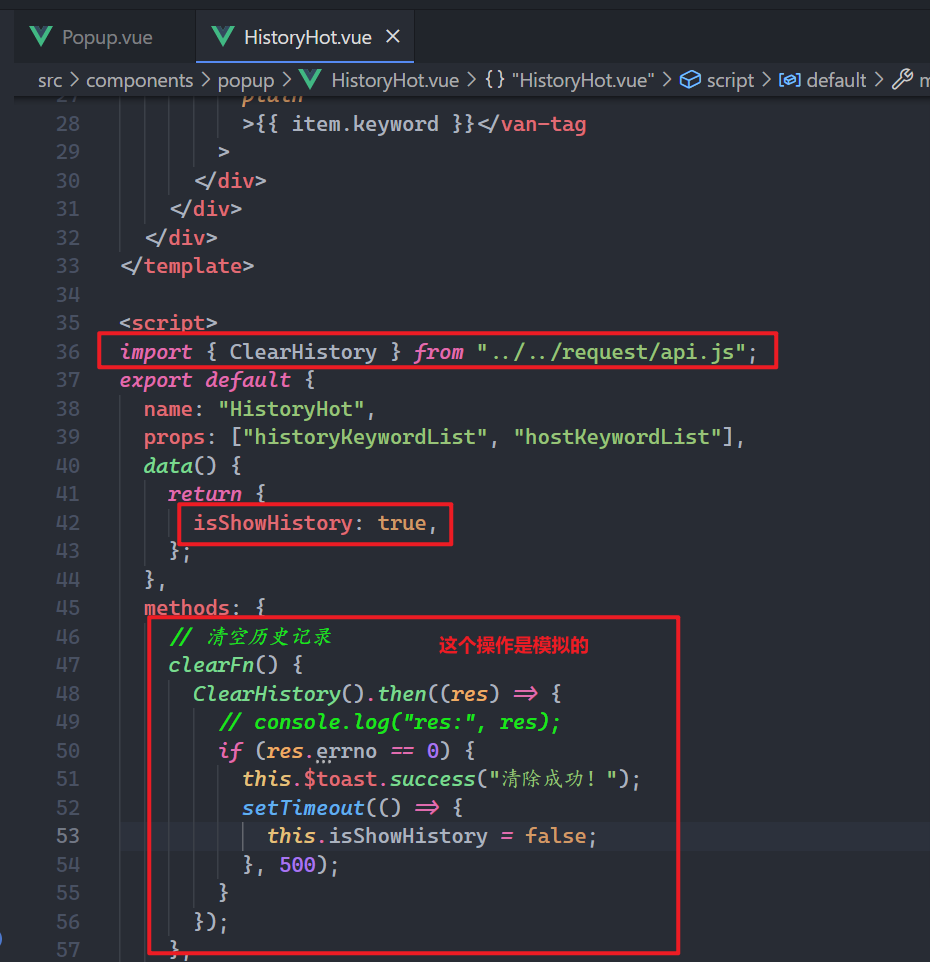 Popup.vue
HistoryHot.vue ×
src > components > popup > HistoryHot.vue > {} "HistoryHot.vue" > script > default >
27 plain
28 >{{ item.keyword }}</van-tag
29 >
30 </div>
31 </div>
32 </div>
33 </template>
34
35 <script>
36 import { ClearHistory } from "../../request/api.js";
37 export default {
38 name: "HistoryHot",
39 props: ["historyKeywordList", "hostKeywordList"],
40 data() {
41 return {
42 isShowHistory: true,
43 };
44 },
45 methods: {
46 // 清空历史记录 这个操作是模拟的
47 clearFn() {
48 ClearHistory().then((res) => {
49 // console.log("res:", res);
50 if (res.errno == 0) {
51 this.$toast.success("清除成功！");
52 setTimeout(() => {
53 this.isShowHistory = false;
54 }, 500);
55 }
56 });
57 },